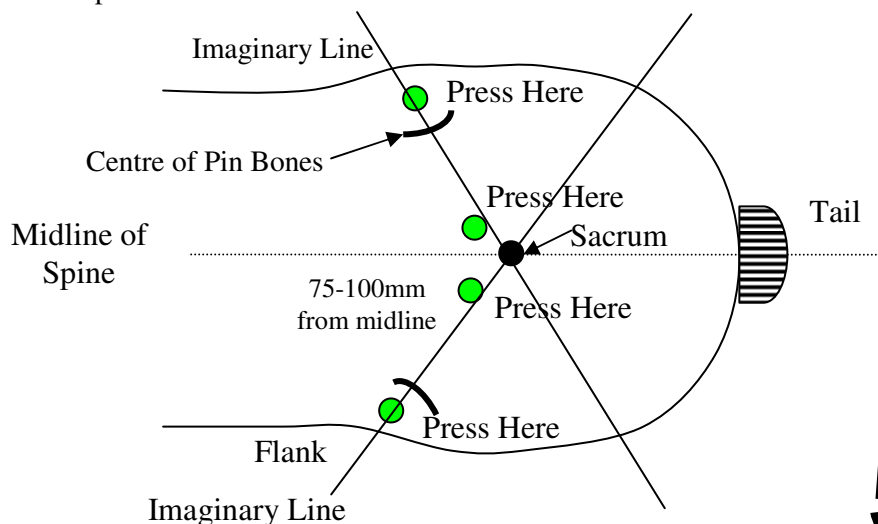 Imaginary Line
Press Here
Centre of Pin Bones
Press Here
Tail
Sacrum
Midline of
Spine
75-100mm
from midline
Press Here
Press Here
Flank
Imaginary Line